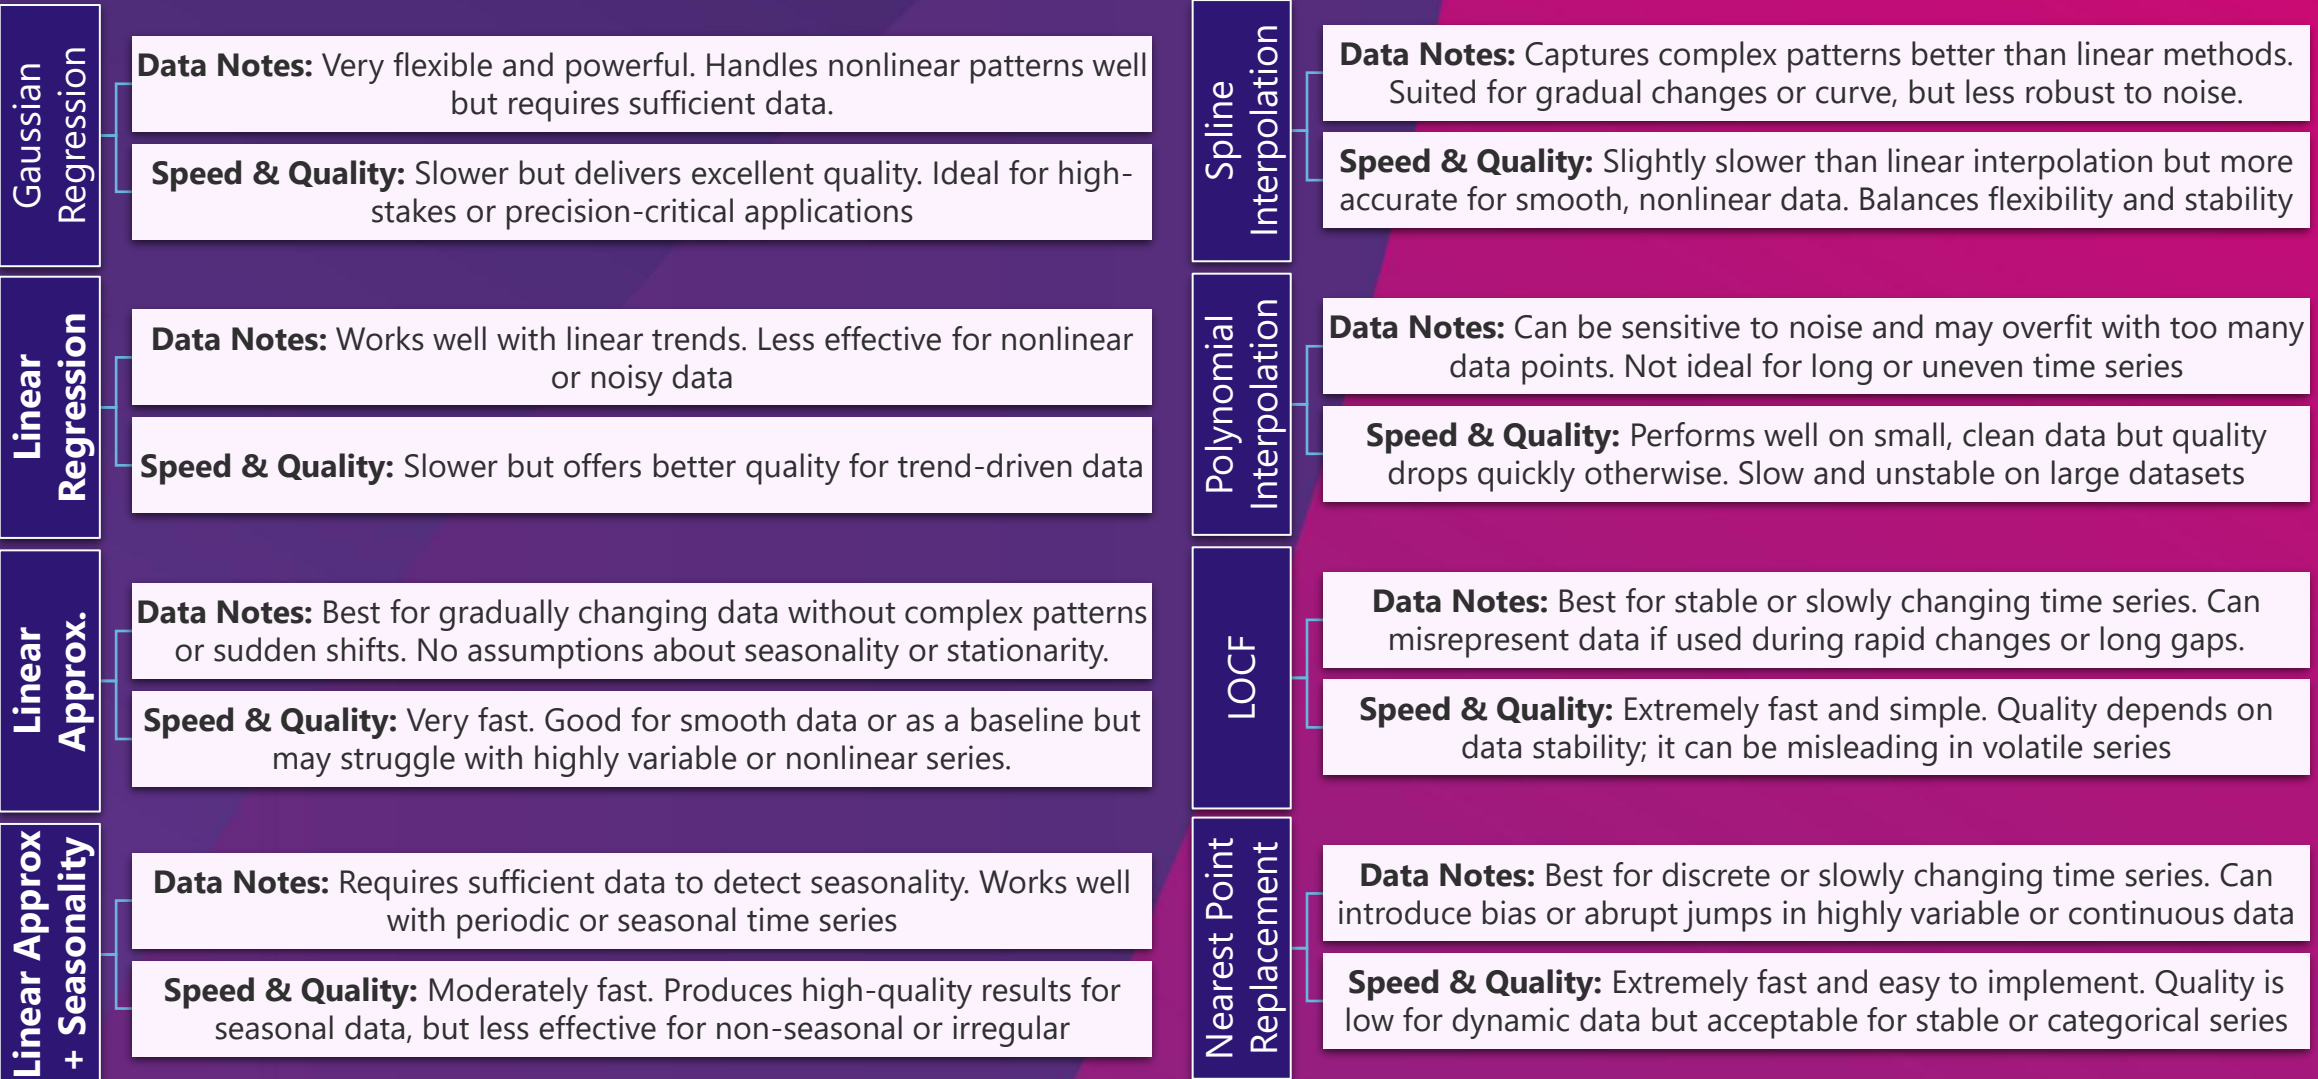 Gaussian
Regression
Data Notes: Very flexible and powerful. Handles nonlinear patterns well
but requires sufficient data.
Speed & Quality: Slower but delivers excellent quality. Ideal for high-
stakes or precision-critical applications
Linear
Regression
Data Notes: Works well with linear trends. Less effective for nonlinear
or noisy data
Speed & Quality: Slower but offers better quality for trend-driven data
Linear
Approx.
Data Notes: Best for gradually changing data without complex patterns
or sudden shifts. No assumptions about seasonality or stationarity.
Speed & Quality: Very fast. Good for smooth data or as a baseline but
may struggle with highly variable or nonlinear series.
Linear Approx
+ Seasonality
Data Notes: Requires sufficient data to detect seasonality. Works well
with periodic or seasonal time series
Speed & Quality: Moderately fast. Produces high-quality results for
seasonal data, but less effective for non-seasonal or irregular
Spline
Interpolation
Data Notes: Captures complex patterns better than linear methods.
Suited for gradual changes or curve, but less robust to noise.
Speed & Quality: Slightly slower than linear interpolation but more
accurate for smooth, nonlinear data. Balances flexibility and stability
Polynomial
Interpolation
Data Notes: Can be sensitive to noise and may overfit with too many
data points. Not ideal for long or uneven time series
Speed & Quality: Performs well on small, clean data but quality
drops quickly otherwise. Slow and unstable on large datasets
LOCF
Data Notes: Best for stable or slowly changing time series. Can
misrepresent data if used during rapid changes or long gaps.
Speed & Quality: Extremely fast and simple. Quality depends on
data stability; it can be misleading in volatile series
Nearest Point
Replacement
Data Notes: Best for discrete or slowly changing time series. Can
introduce bias or abrupt jumps in highly variable or continuous data
Speed & Quality: Extremely fast and easy to implement. Quality is
low for dynamic data but acceptable for stable or categorical series